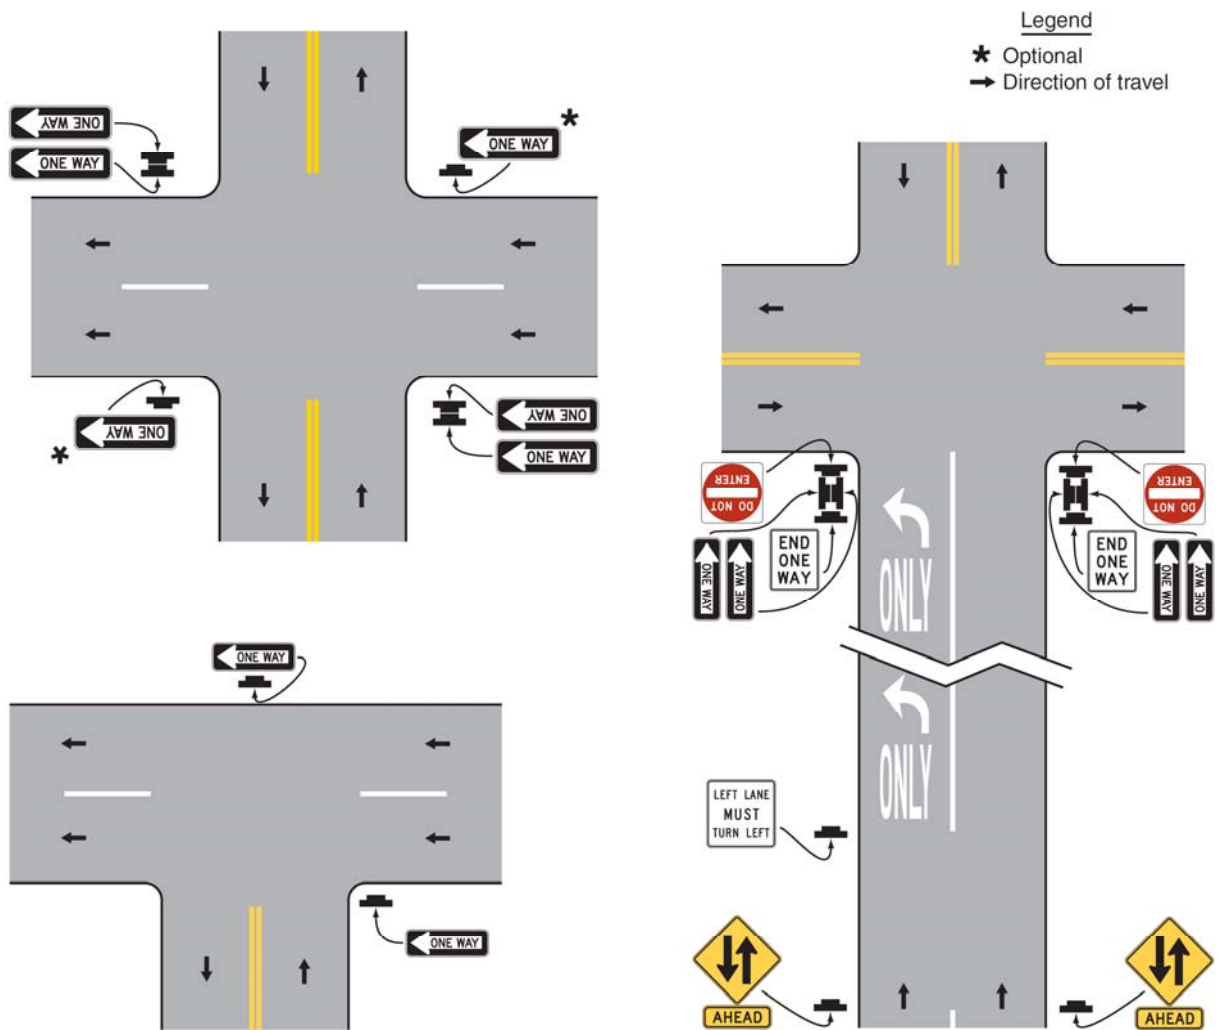 Legend
* Optional
Direction of travel
ONE WAY
ONE WAY
ONE WAY
*
*
ONE WAY
ONE WAY
ONE WAY
DO NOT
ENTER
DO NOT
ENTER
ONE WAY
ONE WAY
END
ONE
WAY
END
ONE
WAY
ONE WAY
ONE WAY
ONLY
ONE WAY
ONE WAY
ONLY
LEFT LANE
MUST
TURN LEFT
AHEAD
AHEAD